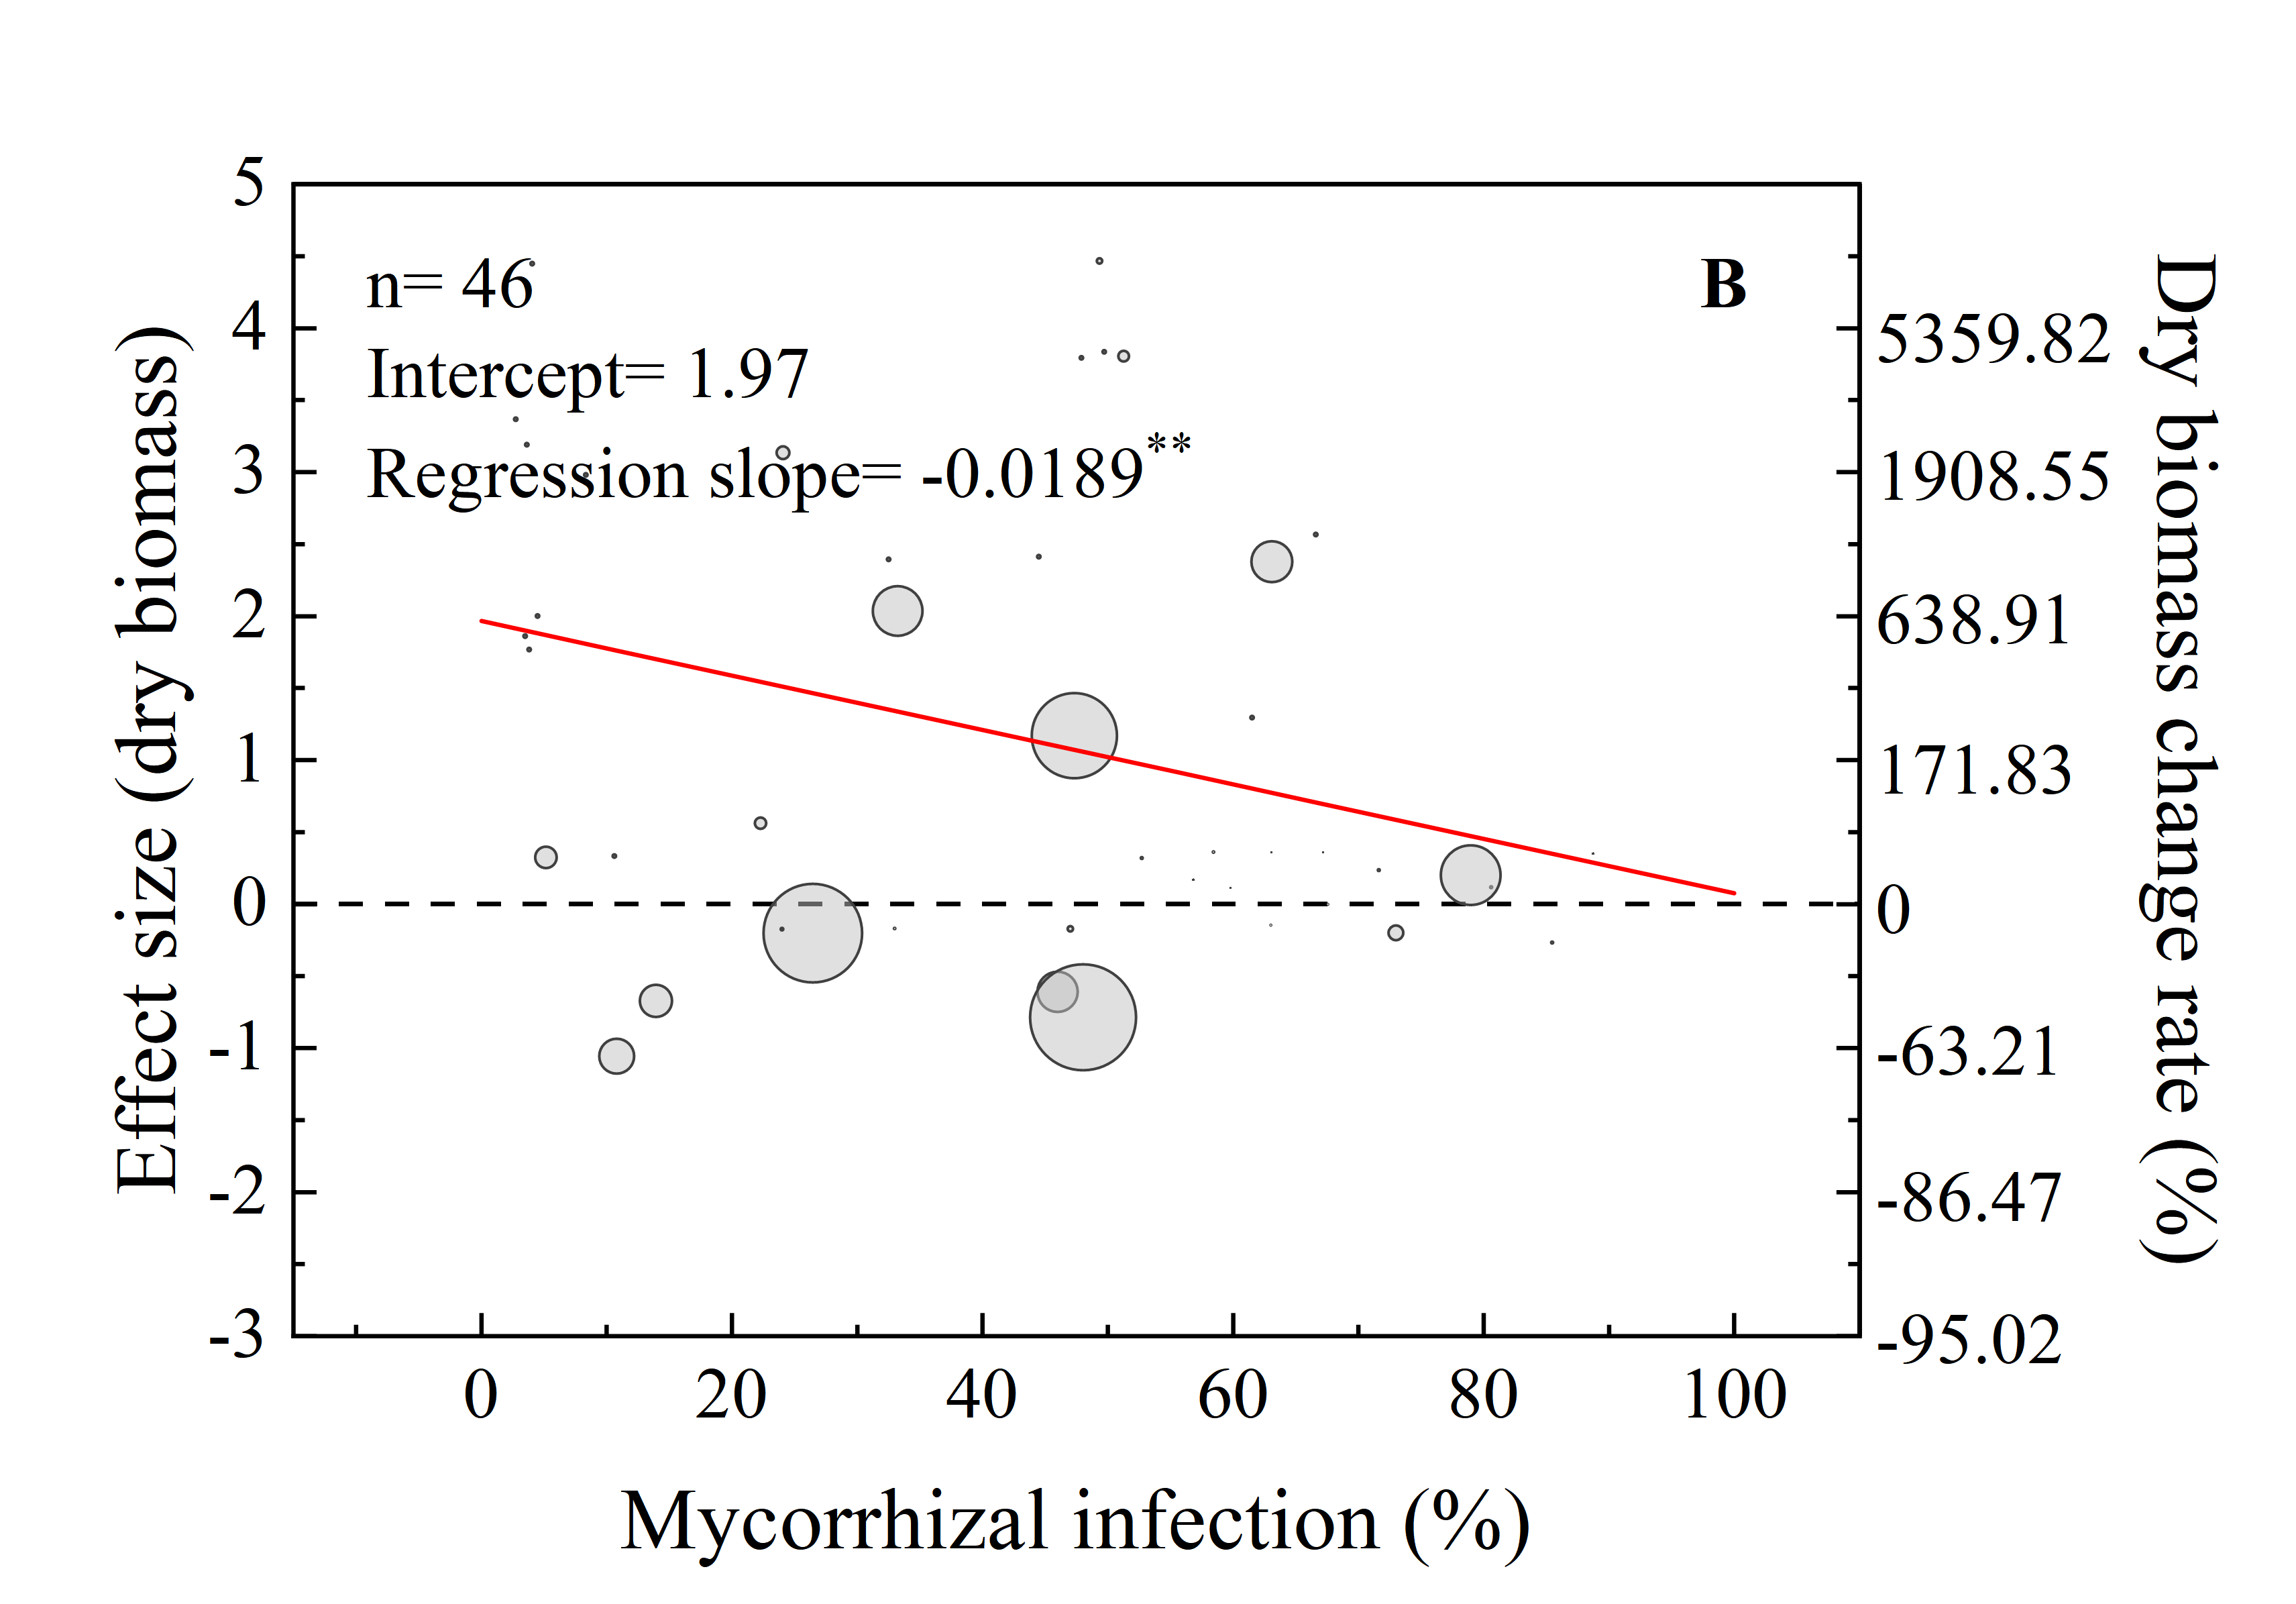 n= 46
B
Intercept= 1.97
Regression slope= -0.0189**
Effect size (dry biomass)
5
4
3
2
1
0
-1
-2
-3
5359.82
1908.55
638.91
171.83
0
-63.21
-86.47
-95.02
Dry biomass change rate (%)
0 20 40 60 80 100
Mycorrhizal infection (%)